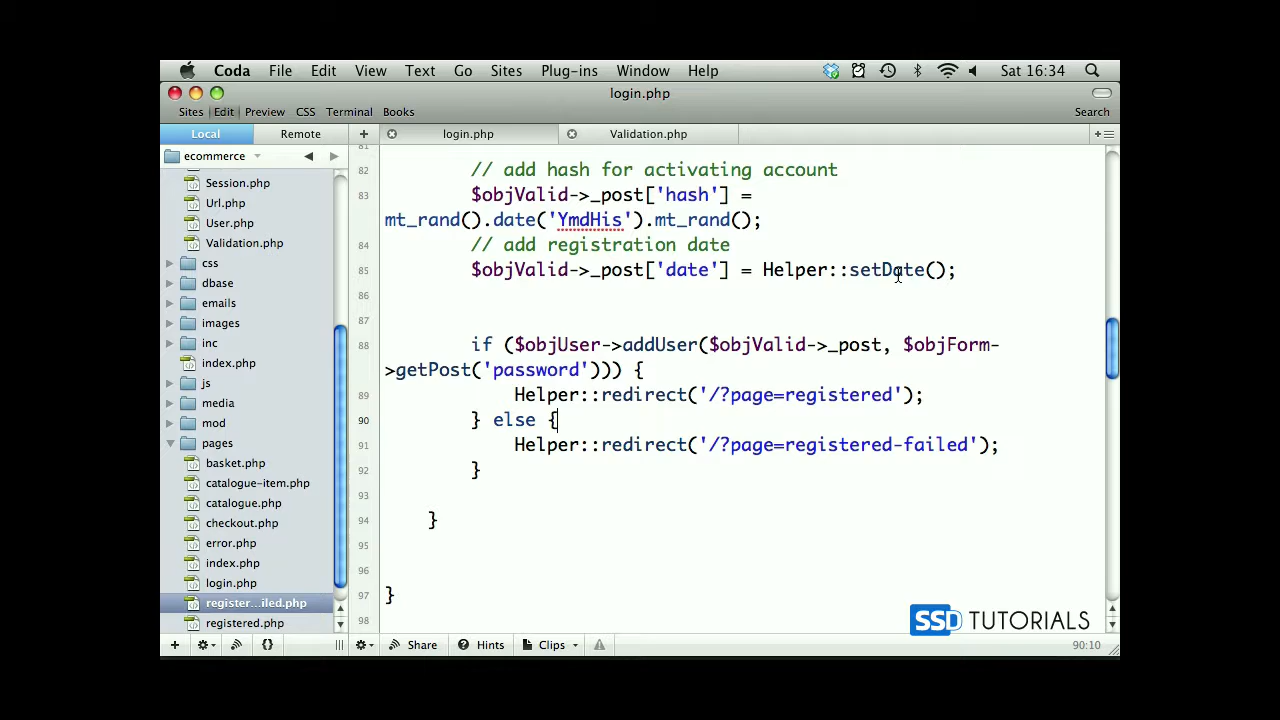 Coda File Edit View Text Go Sites Plug-ins Window Help Sat 16:34
login.php
Sites Edit Preview CSS Terminal Books Search
Local Remote + login.php Validation.php
ecommerce
Session.php
Url.php
User.php
Validation.php
css
dbase
emails
images
inc
index.php
js
media
mod
pages
basket.php
catalogue-item.php
catalogue.php
checkout.php
error.php
index.php
login.php
register...iled.php
registered.php
81
82 // add hash for activating account
83 $objValid->_post['hash'] =
mt_rand().date('YmdHis').mt_rand();
84 // add registration date
85 $objValid->_post['date'] = Helper::setDate();
86
87
88 if ($objUser->addUser($objValid->_post, $objForm-
>getPost('password'))) {
89 Helper::redirect('/?page=registered');
90 } else {
91 Helper::redirect('/?page=registered-failed');
92 }
93
94 }
95
96
97 }
98
SSD TUTORIALS
Share Hints Clips 90:10